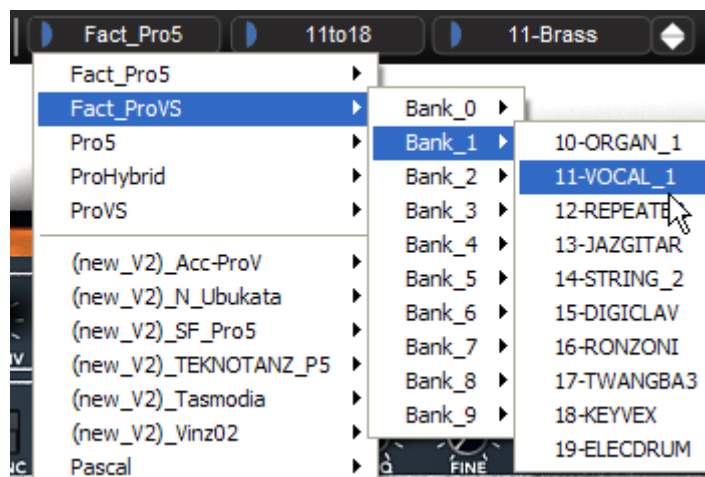 Fact_Pro5 11to18 11-Brass
Fact_Pro5
Fact_ProVS
Pro5
ProHybrid
ProVS
(new_V2)_Acc-ProV
(new_V2)_N_Ubukata
(new_V2)_SF_Pro5
(new_V2)_TEKNOTANZ_P5
(new_V2)_Tasmodia
(new_V2)_Vinz02
Pascal
Bank_0
Bank_1
Bank_2
Bank_3
Bank_4
Bank_5
Bank_6
Bank_7
Bank_8
Bank_9
10-ORGAN_1
11-VOCAL_1
12-REPEATE
13-JAZGITAR
14-STRING_2
15-DIGICLAV
16-RONZONI
17-TWANGBA3
18-KEYVEX
19-ELECDRUM
FINE